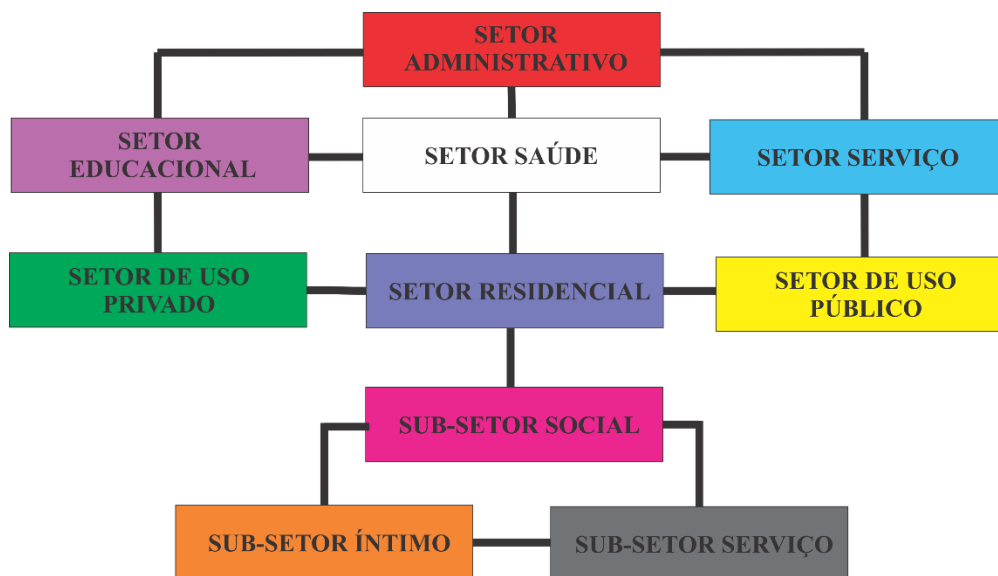 SETOR
ADMINISTRATIVO
SETOR
EDUCACIONAL
SETOR SAÚDE
SETOR SERVIÇO
SETOR DE USO
PRIVADO
SETOR RESIDENCIAL
SETOR DE USO
PÚBLICO
SUB-SETOR SOCIAL
SUB-SETOR ÍNTIMO
SUB-SETOR SERVIÇO